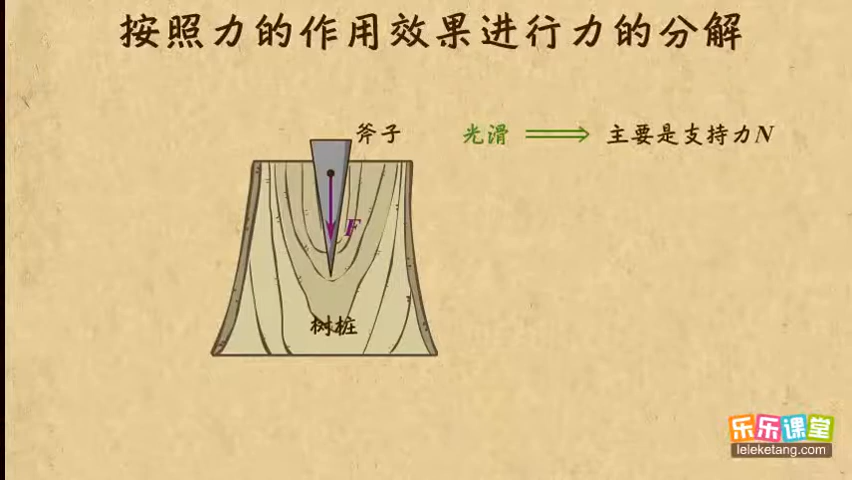 按照力的作用效果进行力的分解
斧子
光滑 ⟹ 主要是支持力N
F
树桩
乐乐课堂
leleketang.com